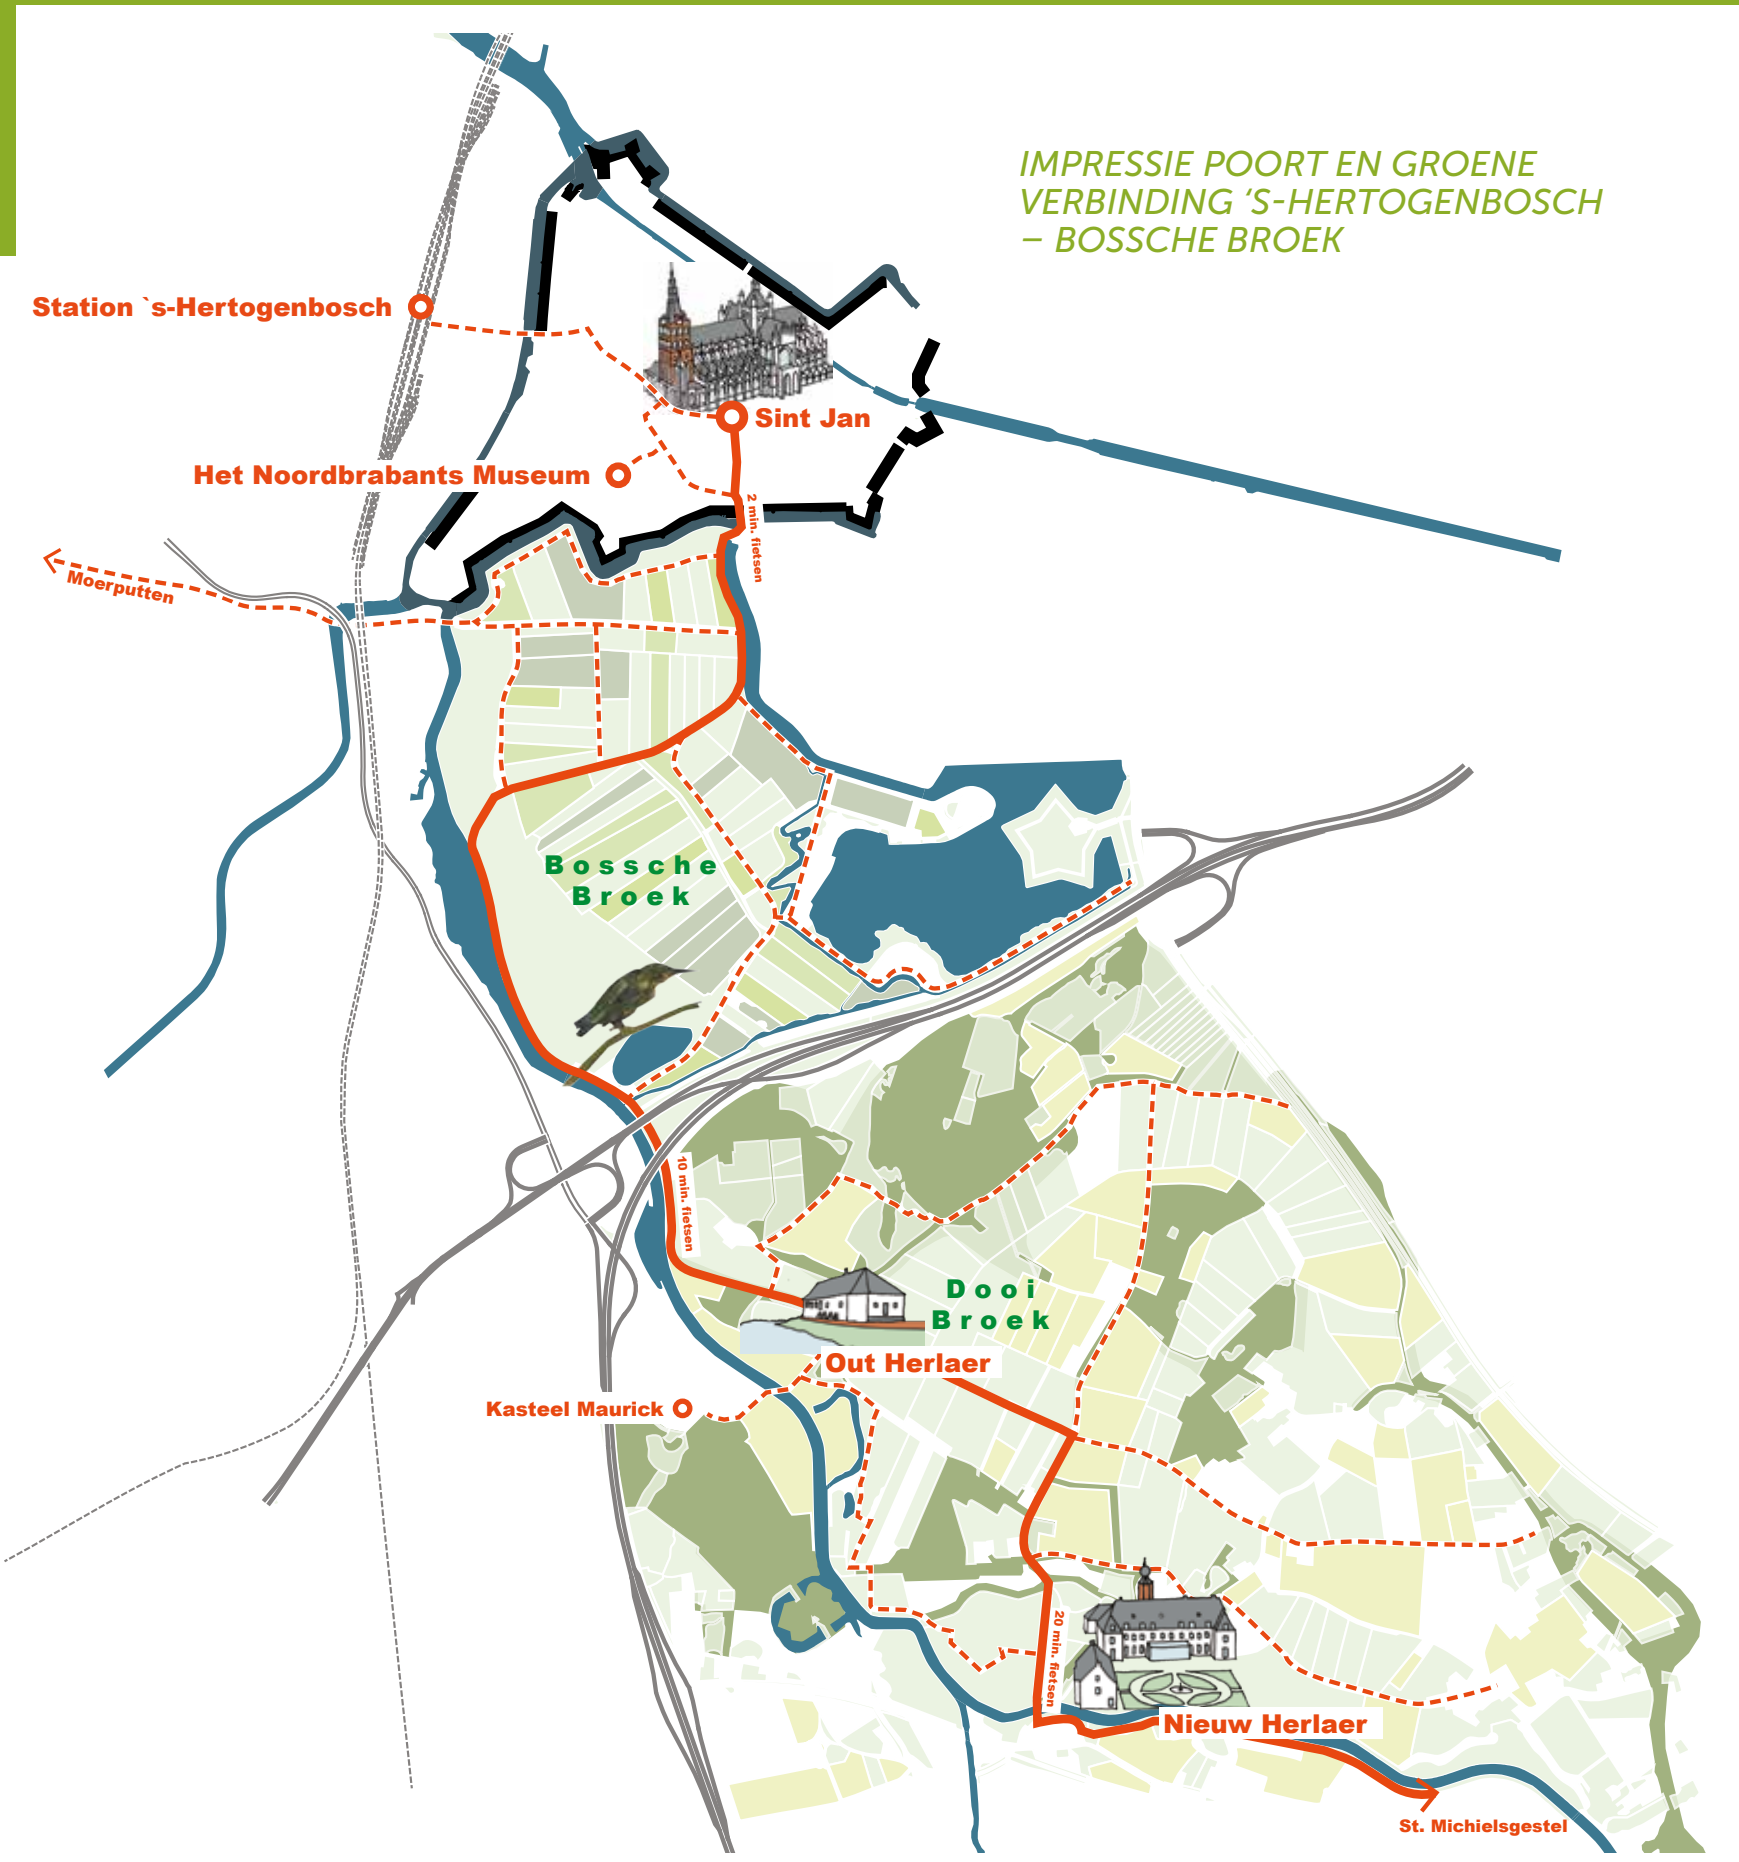 IMPRESSIE POORT EN GROENE
VERBINDING ‘S-HERTOGENBOSCH
– BOSSCHE BROEK
Station `s-Hertogenbosch
Sint Jan
Het Noordbrabants Museum
2 min. fietsen
Moerputten
Bossche
Broek
10 min. fietsen
Dooi
Broek
Out Herlaer
Kasteel Maurick
20 min. fietsen
Nieuw Herlaer
St. Michielsgestel